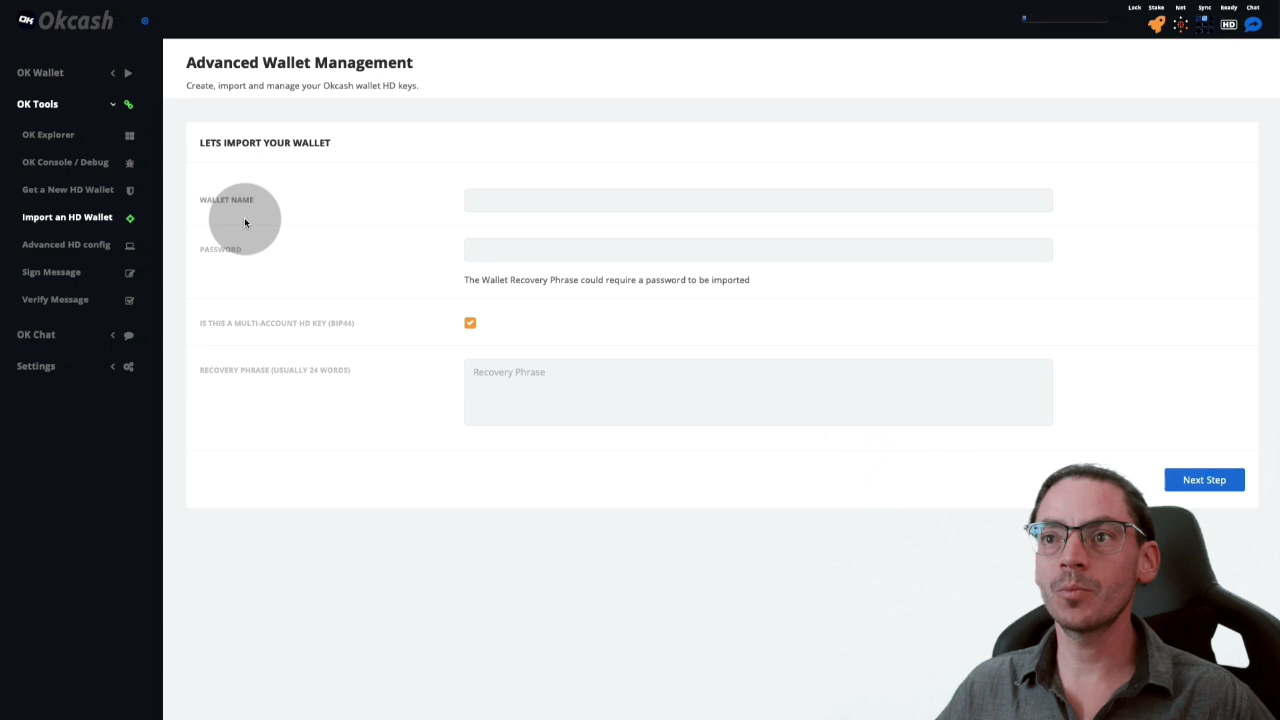 Okcash
Lock Stake Net Sync Ready Chat
HD
OK Wallet
OK Tools
OK Explorer
OK Console / Debug
Get a New HD Wallet
Import an HD Wallet
Advanced HD config
Sign Message
Verify Message
OK Chat
Settings
Advanced Wallet Management
Create, import and manage your Okcash wallet HD keys.
LETS IMPORT YOUR WALLET
WALLET NAME
PASSWORD
The Wallet Recovery Phrase could require a password to be imported
IS THIS A MULTI-ACCOUNT HD KEY (BIP44)
RECOVERY PHRASE (USUALLY 24 WORDS)
Recovery Phrase
Next Step